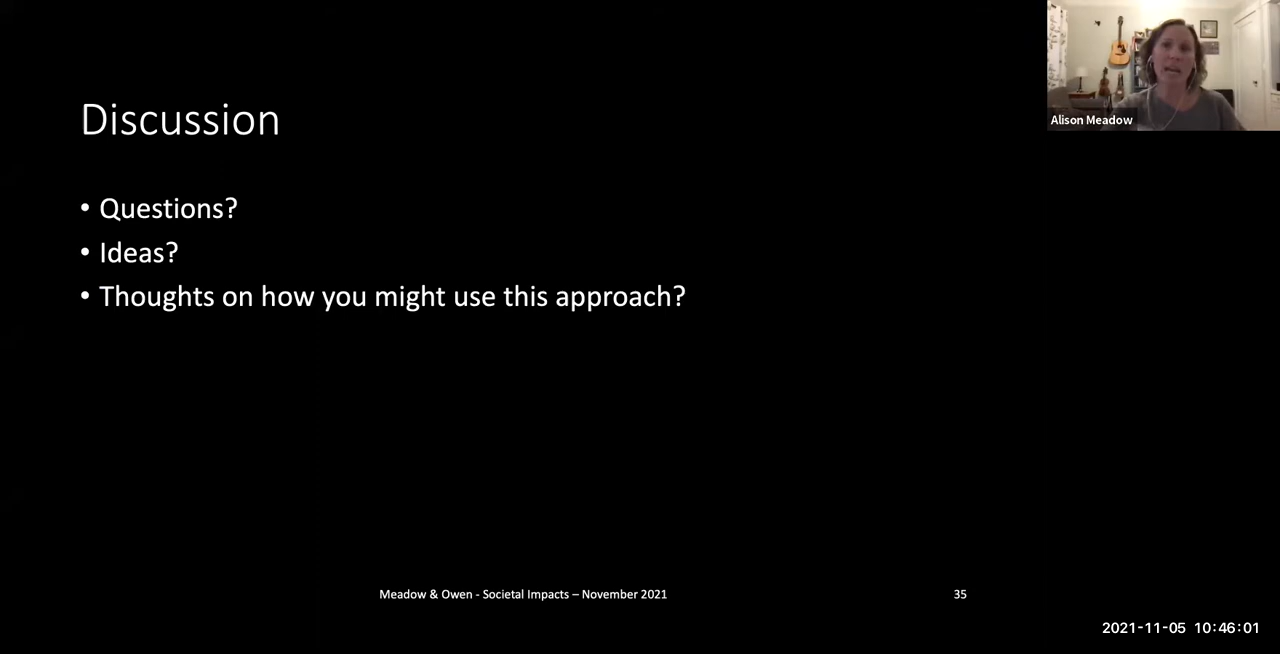 Alison Meadow
Discussion
• Questions?
• Ideas?
• Thoughts on how you might use this approach?
Meadow & Owen - Societal Impacts – November 2021
35
2021-11-05 10:46:01